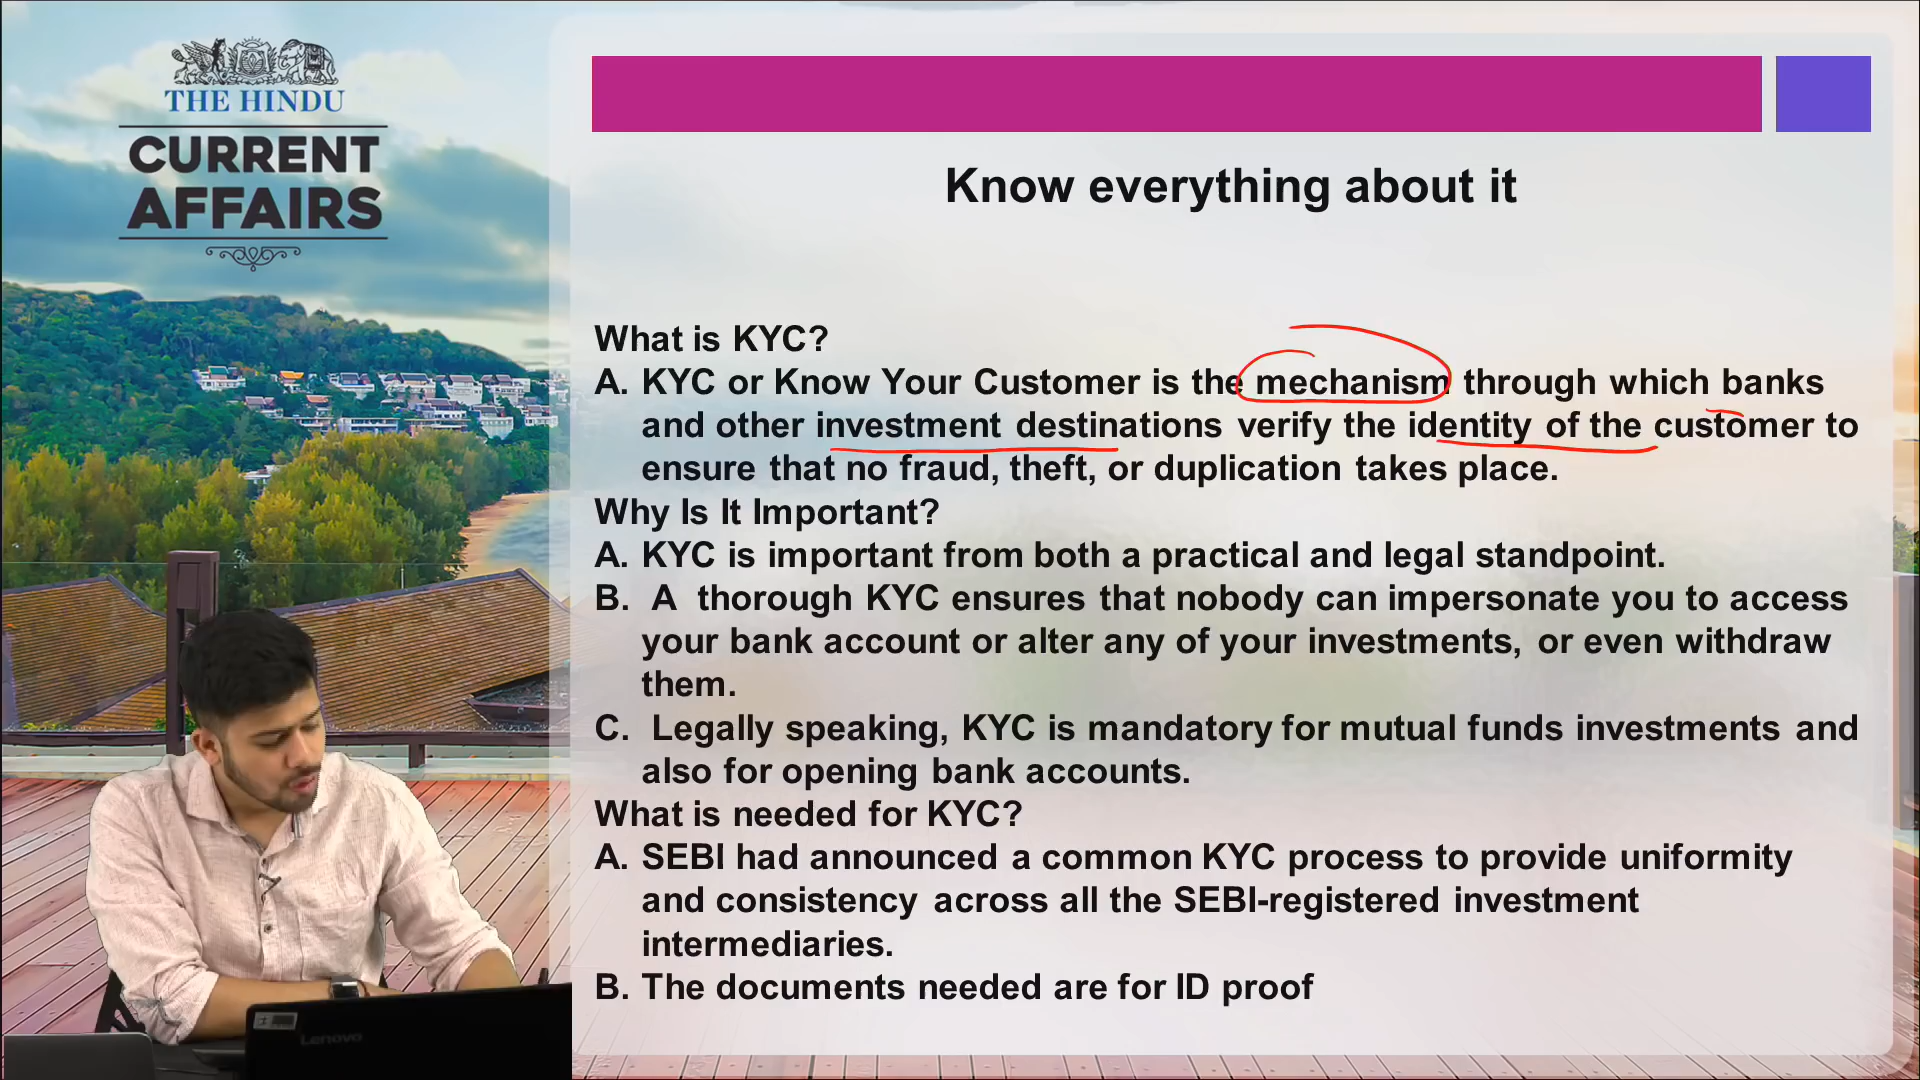 THE HINDU
CURRENT
AFFAIRS
Know everything about it
What is KYC?
A. KYC or Know Your Customer is the mechanism through which banks
and other investment destinations verify the identity of the customer to
ensure that no fraud, theft, or duplication takes place.
Why Is It Important?
A. KYC is important from both a practical and legal standpoint.
B. A thorough KYC ensures that nobody can impersonate you to access
your bank account or alter any of your investments, or even withdraw
them.
C. Legally speaking, KYC is mandatory for mutual funds investments and
also for opening bank accounts.
What is needed for KYC?
A. SEBI had announced a common KYC process to provide uniformity
and consistency across all the SEBI-registered investment
intermediaries.
B. The documents needed are for ID proof
Lenovo